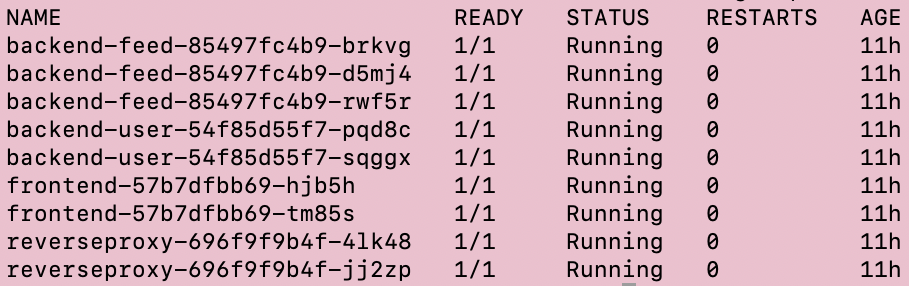 NAME READY STATUS RESTARTS AGE
backend-feed-85497fc4b9-brkvg 1/1 Running 0 11h
backend-feed-85497fc4b9-d5mj4 1/1 Running 0 11h
backend-feed-85497fc4b9-rwf5r 1/1 Running 0 11h
backend-user-54f85d55f7-pqd8c 1/1 Running 0 11h
backend-user-54f85d55f7-sqggx 1/1 Running 0 11h
frontend-57b7dfbb69-hjb5h 1/1 Running 0 11h
frontend-57b7dfbb69-tm85s 1/1 Running 0 11h
reverseproxy-696f9f9b4f-4lk48 1/1 Running 0 11h
reverseproxy-696f9f9b4f-jj2zp 1/1 Running 0 11h